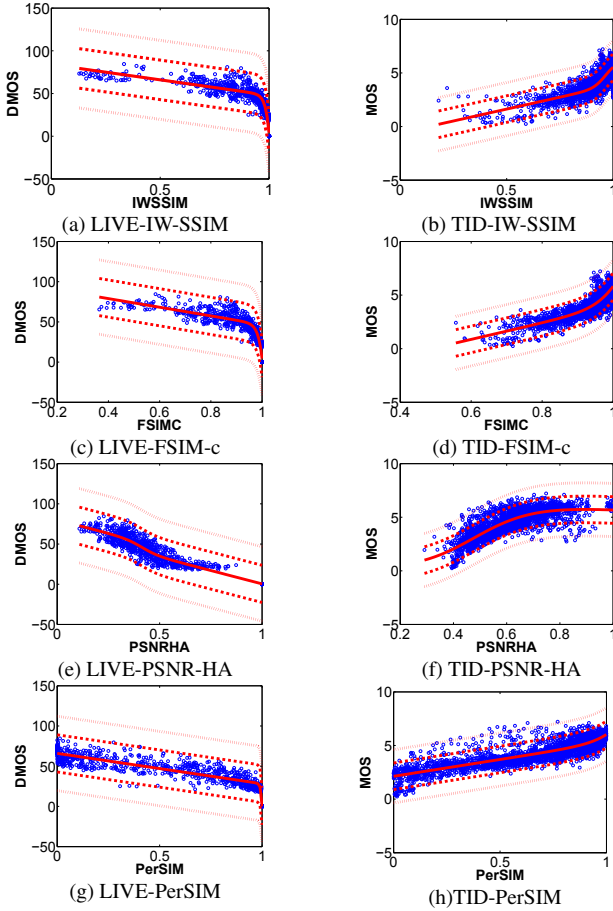 150
100
50
0
-50
DMOS
0 0.5 1
IWSSIM
(a) LIVE-IW-SSIM
10
5
0
-5
MOS
0 0.5 1
IWSSIM
(b) TID-IW-SSIM
150
100
50
0
-50
DMOS
0.2 0.4 0.6 0.8 1
FSIMC
(c) LIVE-FSIM-c
10
5
0
-5
MOS
0.4 0.6 0.8 1
FSIMC
(d) TID-FSIM-c
150
100
50
0
-50
DMOS
0 0.5 1
PSNRHA
(e) LIVE-PSNR-HA
10
5
0
-5
MOS
0.2 0.4 0.6 0.8 1
PSNRHA
(f) TID-PSNR-HA
150
100
50
0
-50
DMOS
0 0.5 1
PerSIM
(g) LIVE-PerSIM
10
5
0
-5
MOS
0 0.5 1
PerSIM
(h)TID-PerSIM